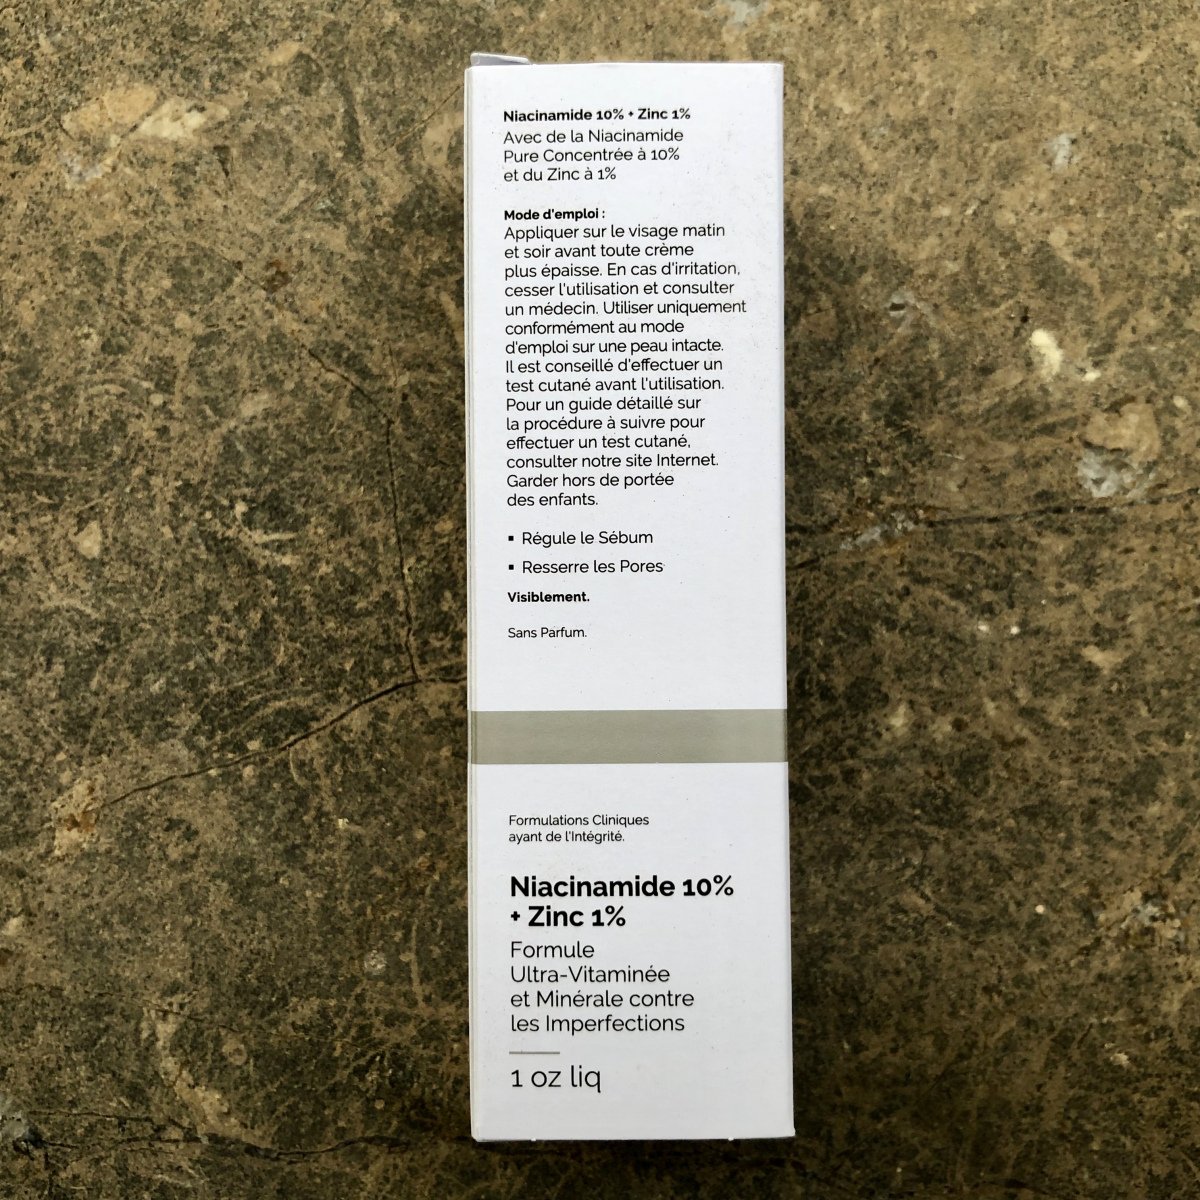 Niacinamide 10% + Zinc 1%
Avec de la Niacinamide
Pure Concentrée à 10%
et du Zinc à 1%
Mode d'emploi :
Appliquer sur le visage matin
et soir avant toute crème
plus épaisse. En cas d'irritation,
cesser l'utilisation et consulter
un médecin. Utiliser uniquement
conformément au mode
d'emploi sur une peau intacte.
Il est conseillé d'effectuer un
test cutané avant l'utilisation.
Pour un guide détaillé sur
la procédure à suivre pour
effectuer un test cutané,
consulter notre site Internet.
Garder hors de portée
des enfants.
▪ Régule le Sébum
▪ Resserre les Pores
Visiblement.
Sans Parfum.
Formulations Cliniques
ayant de l'Intégrité.
Niacinamide 10%
+ Zinc 1%
Formule
Ultra-Vitaminée
et Minérale contre
les Imperfections
1 oz liq